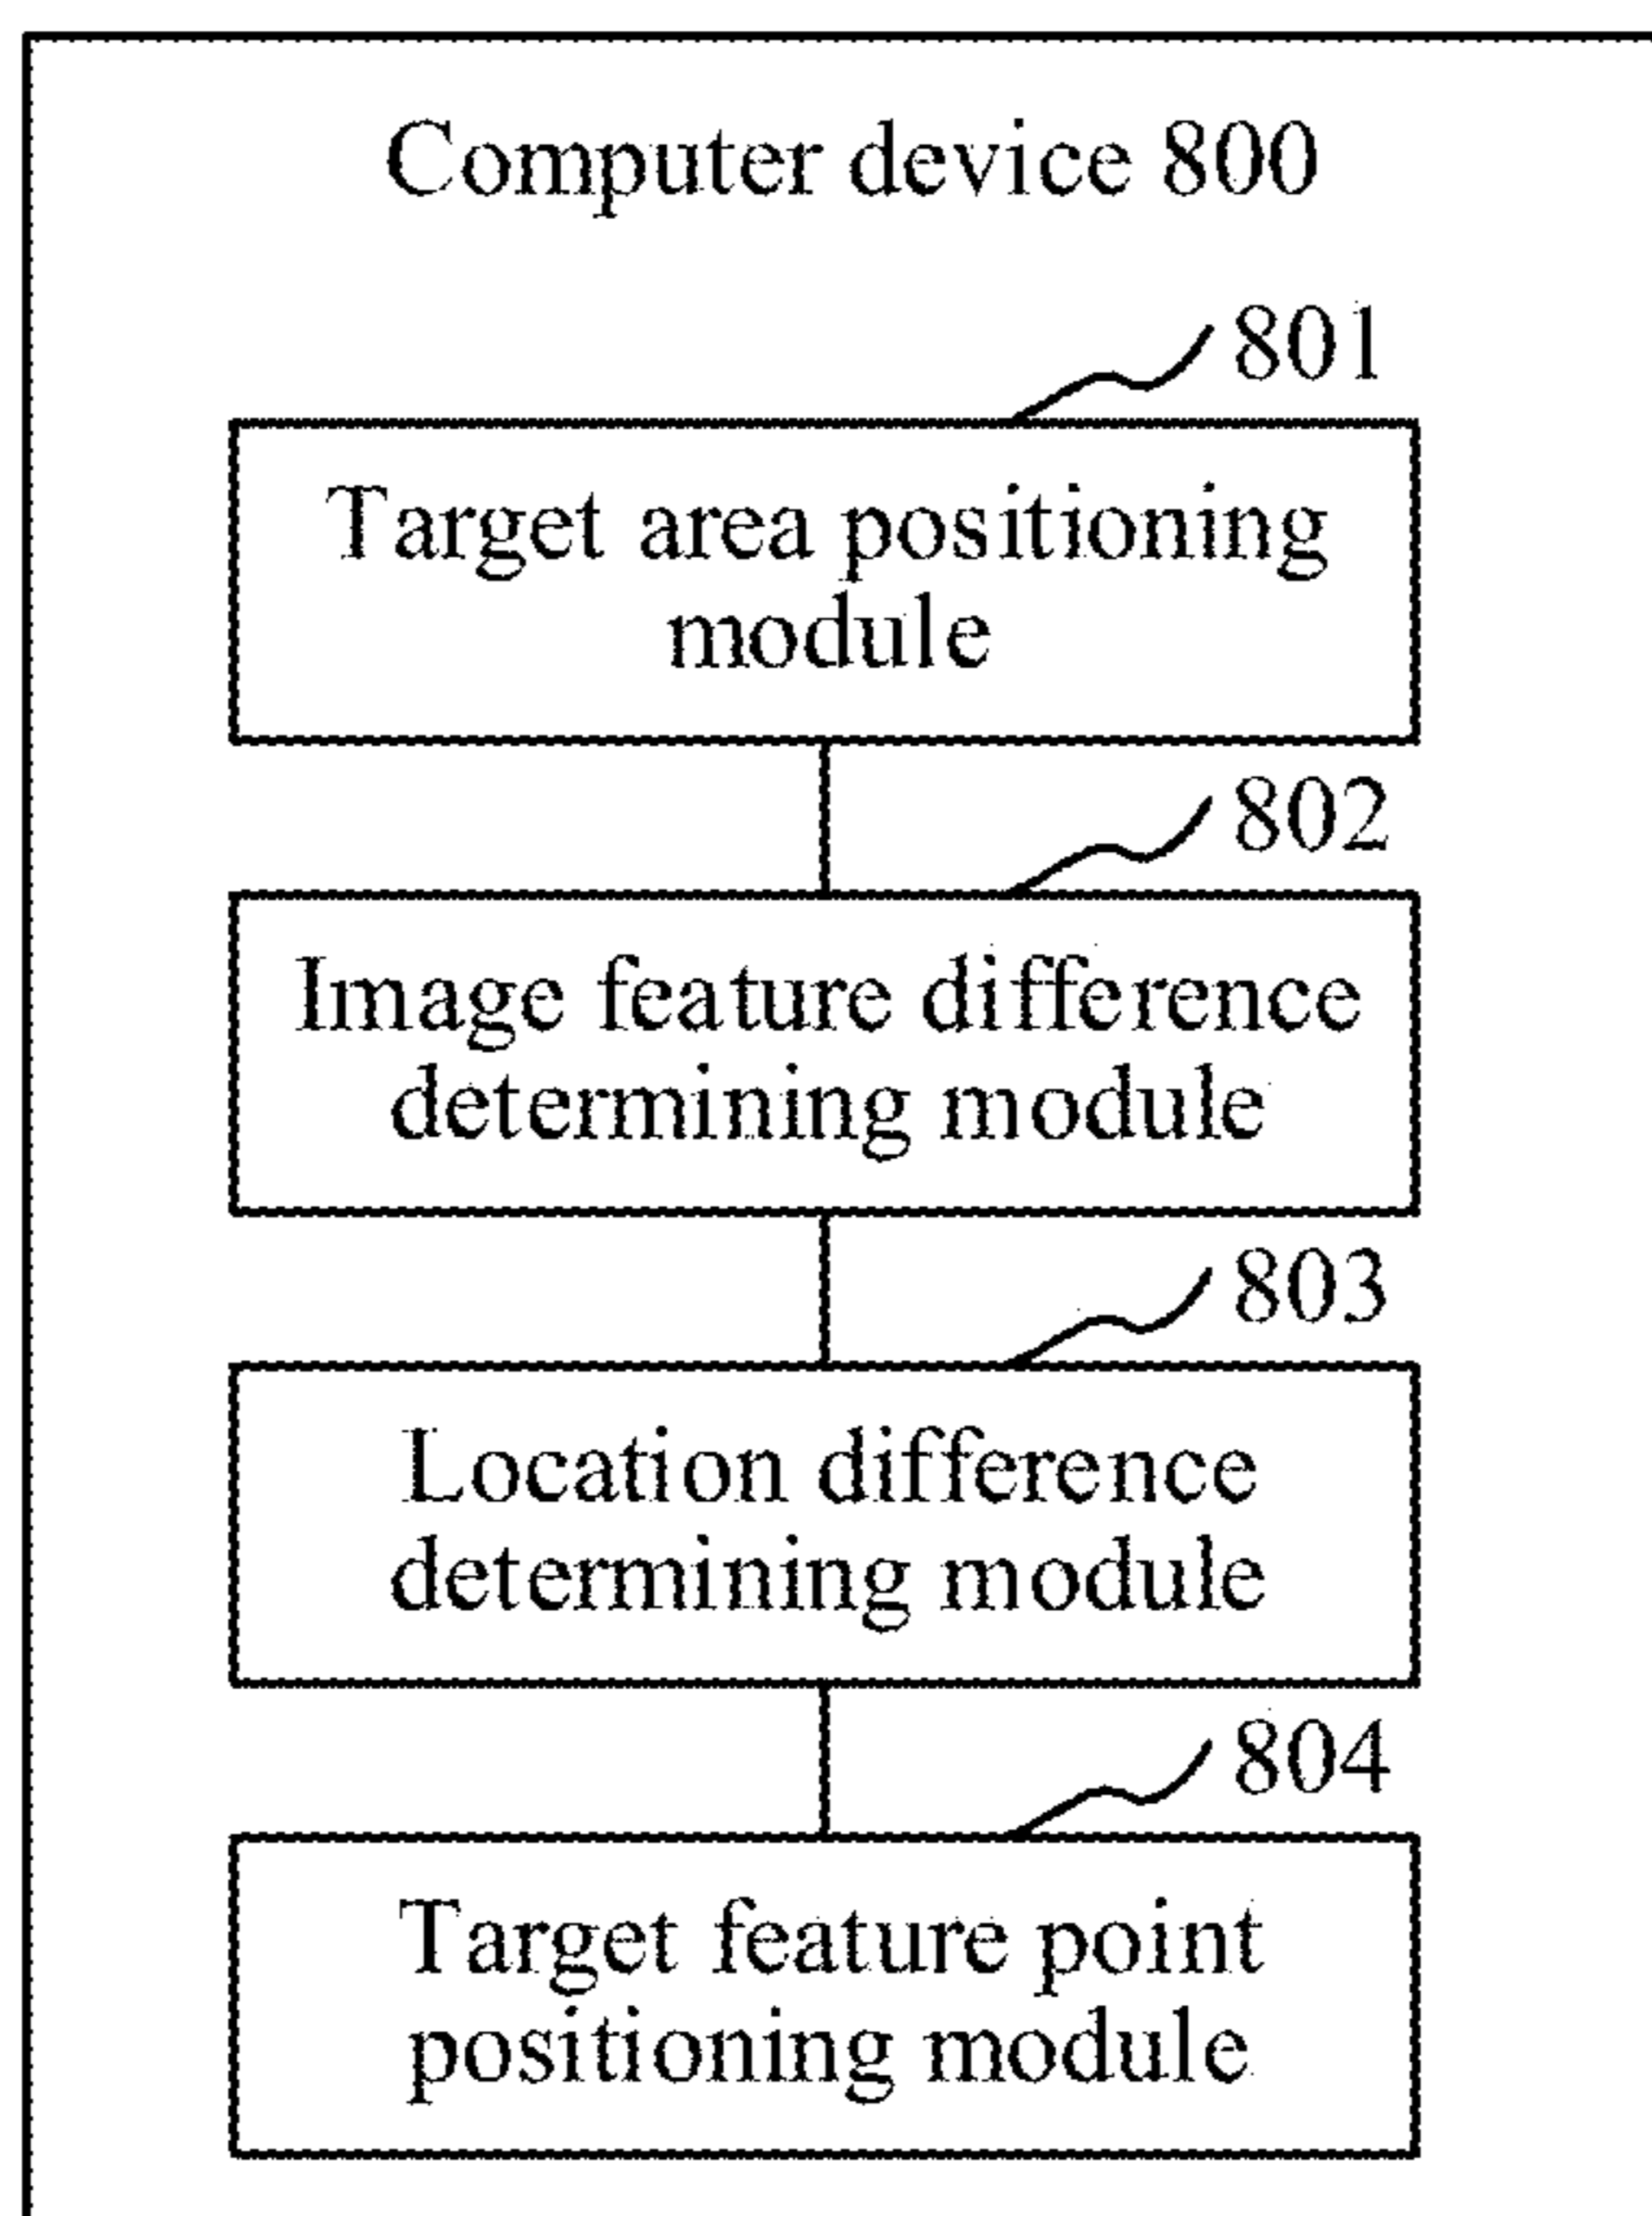 Computer device 800
801
Target area positioning
module
802
Image feature difference
determining module
803
Location difference
determining module
804
Target feature point
positioning module